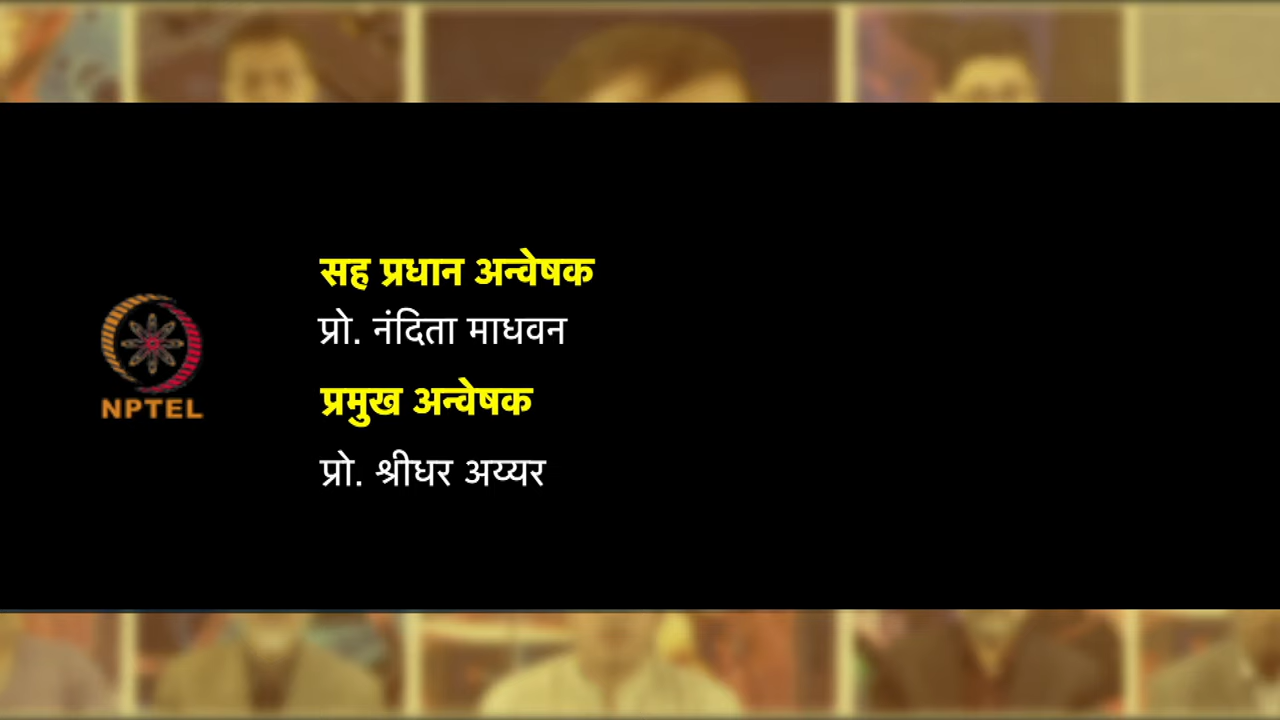 सह प्रधान अन्वेषक
प्रो. नंदिता माधवन
प्रमुख अन्वेषक
प्रो. श्रीधर अय्यर
NPTEL